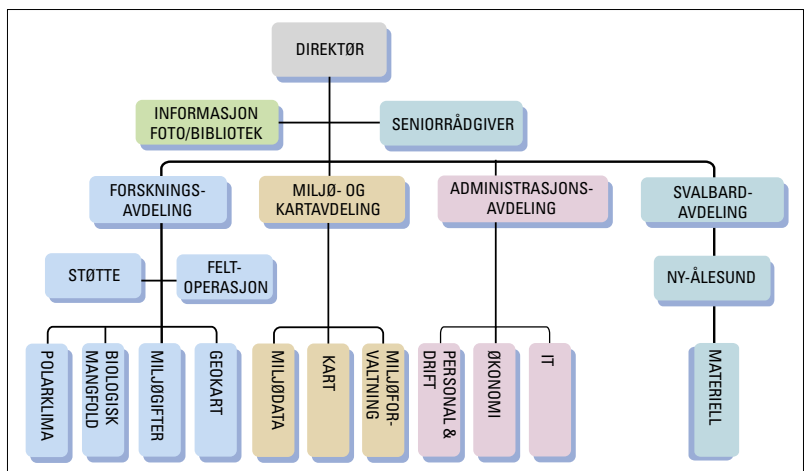 DIREKTØR
INFORMASJON
FOTO/BIBLIOTEK
SENIORRÅDGIVER
FORSKNINGS-
AVDELING
MILJØ- OG
KARTAVDELING
ADMINISTRASJONS-
AVDELING
SVALBARD-
AVDELING
STØTTE
FELT-
OPERASJON
NY-ÅLESUND
POLARKLIMA
BIOLOGISK
MANGFOLD
MILJØGIFTER
GEOKART
MILJØDATA
KART
MILJØFOR-
VALTNING
PERSONAL &
DRIFT
ØKONOMI
IT
MATERIELL